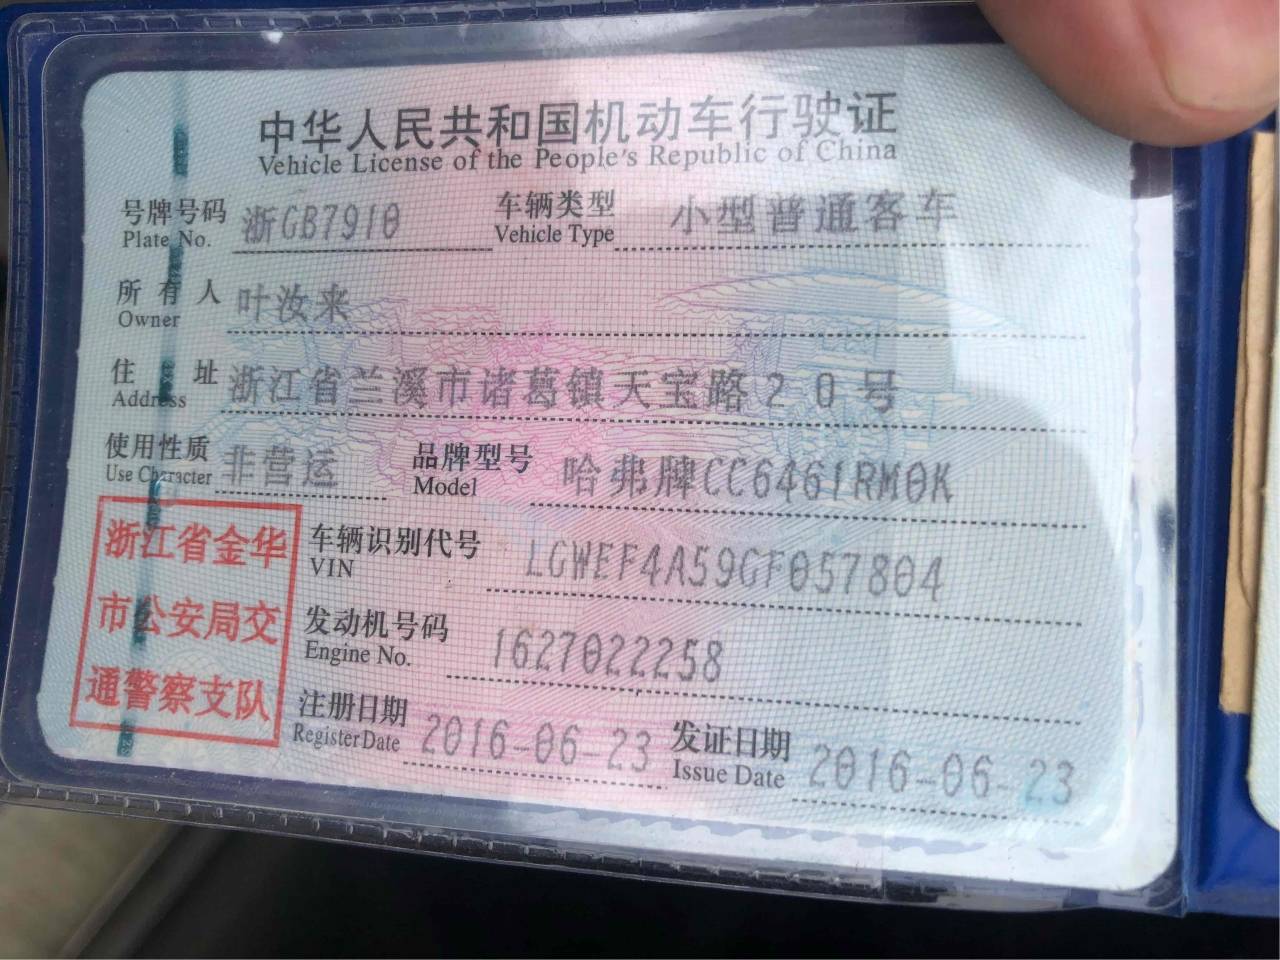 中华人民共和国机动车行驶证
Vehicle License of the People's Republic of China
号牌号码 浙GB7910 车辆类型 小型普通客车
Plate No. Vehicle Type
所有人 叶汝来
Owner
住址 浙江省兰溪市诸葛镇天宝路20号
Address
使用性质 非营运 品牌型号 哈弗牌CC6461RM0K
Use Character Model
浙江省金华
市公安局交
通警察支队
车辆识别代号 LGWEF4A59GF057804
VIN
发动机号码 1627022258
Engine No.
注册日期 2016-06-23 发证日期 2016-06-23
Register Date Issue Date